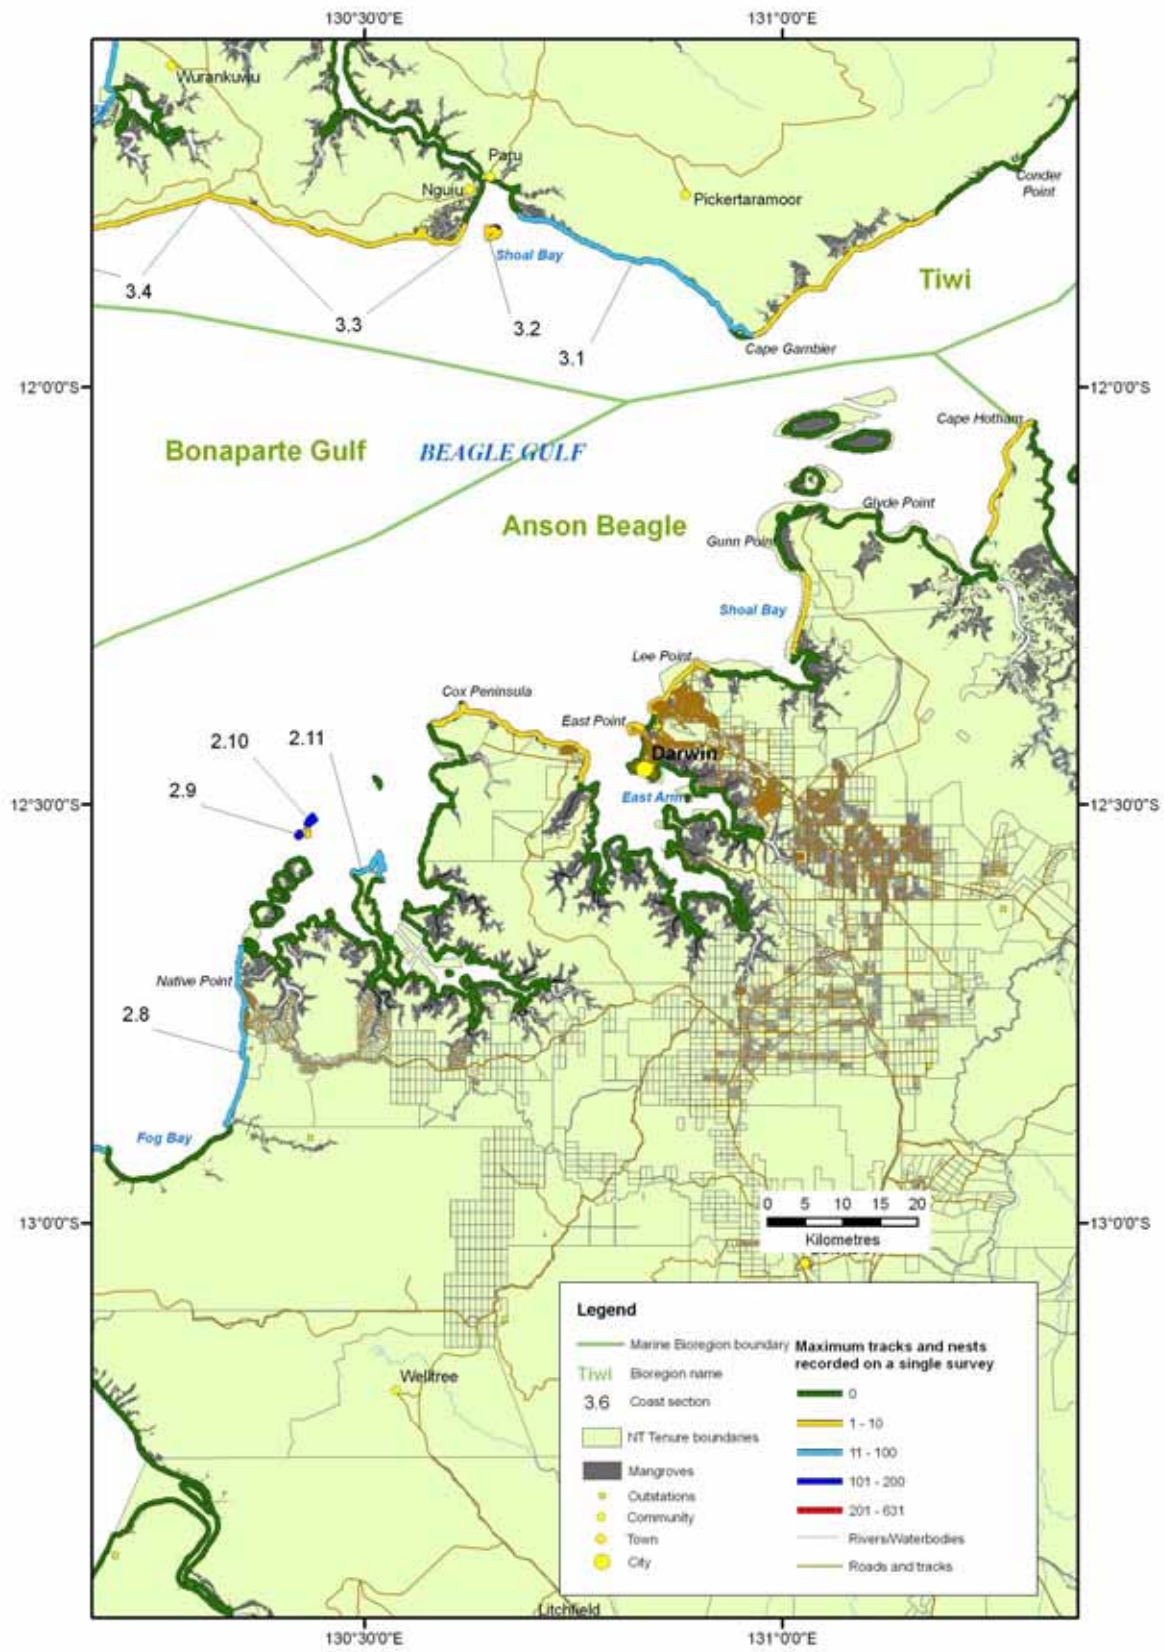 130°30'0"E
131°0'0"E
Wurankuwu
Paru
Nguiu
Pickertaramoor
Conder
Point
Shoal Bay
Tiwi
3.4
3.3
3.2
3.1
Cape Gambier
12°0'0"S
12°0'0"S
Cape Hotham
Bonaparte Gulf
BEAGLE GULF
Glyde Point
Anson Beagle
Gunn Point
Shoal Bay
Lee Point
Cox Peninsula
East Point
2.10
2.11
Darwin
2.9
East Arm
12°30'0"S
12°30'0"S
Native Point
2.8
Fog Bay
0 5 10 15 20
Kilometres
13°0'0"S
13°0'0"S
Legend
Marine Bioregion boundary
Tiwi Bioregion name
3.6 Coast section
NT Tenure boundaries
Mangroves
Outstations
Community
Town
City
Maximum tracks and nests
recorded on a single survey
0
1 - 10
11 - 100
101 - 200
201 - 631
Rivers/Waterbodies
Roads and tracks
Welltree
Litchfield
130°30'0"E
131°0'0"E